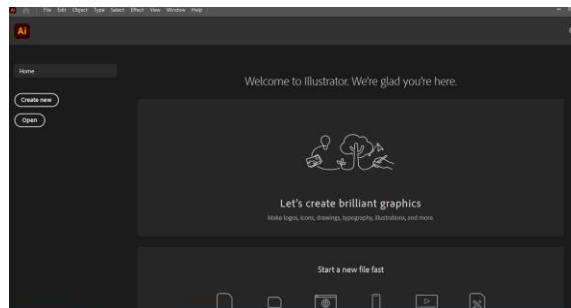 Ai File Edit Object Type Select Effect View Window Help
Ai
Home
Welcome to Illustrator. We're glad you're here.
Create new
Open
Let's create brilliant graphics
Make logos, icons, drawings, typography, illustrations, and more.
Start a new file fast